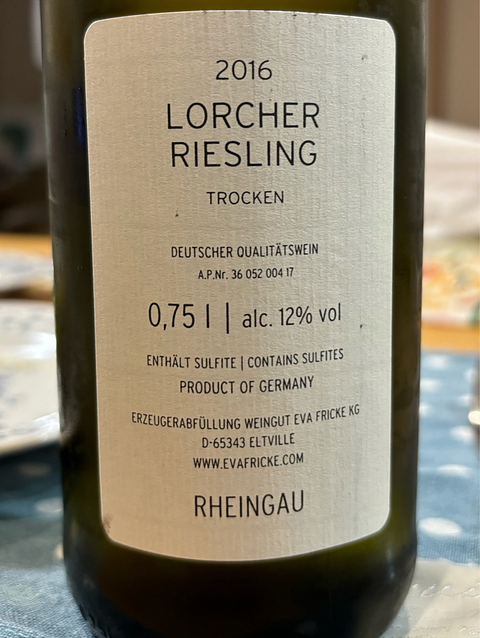 2016
LORCHER
RIESLING
TROCKEN
DEUTSCHER QUALITÄTSWEIN
A.P.Nr. 36 052 004 17
0,75 l | alc. 12% vol
ENTHÄLT SULFITE | CONTAINS SULFITES
PRODUCT OF GERMANY
ERZEUGERABFÜLLUNG WEINGUT EVA FRICKE KG
D-65343 ELTVILLE
WWW.EVAFRICKE.COM
RHEINGAU